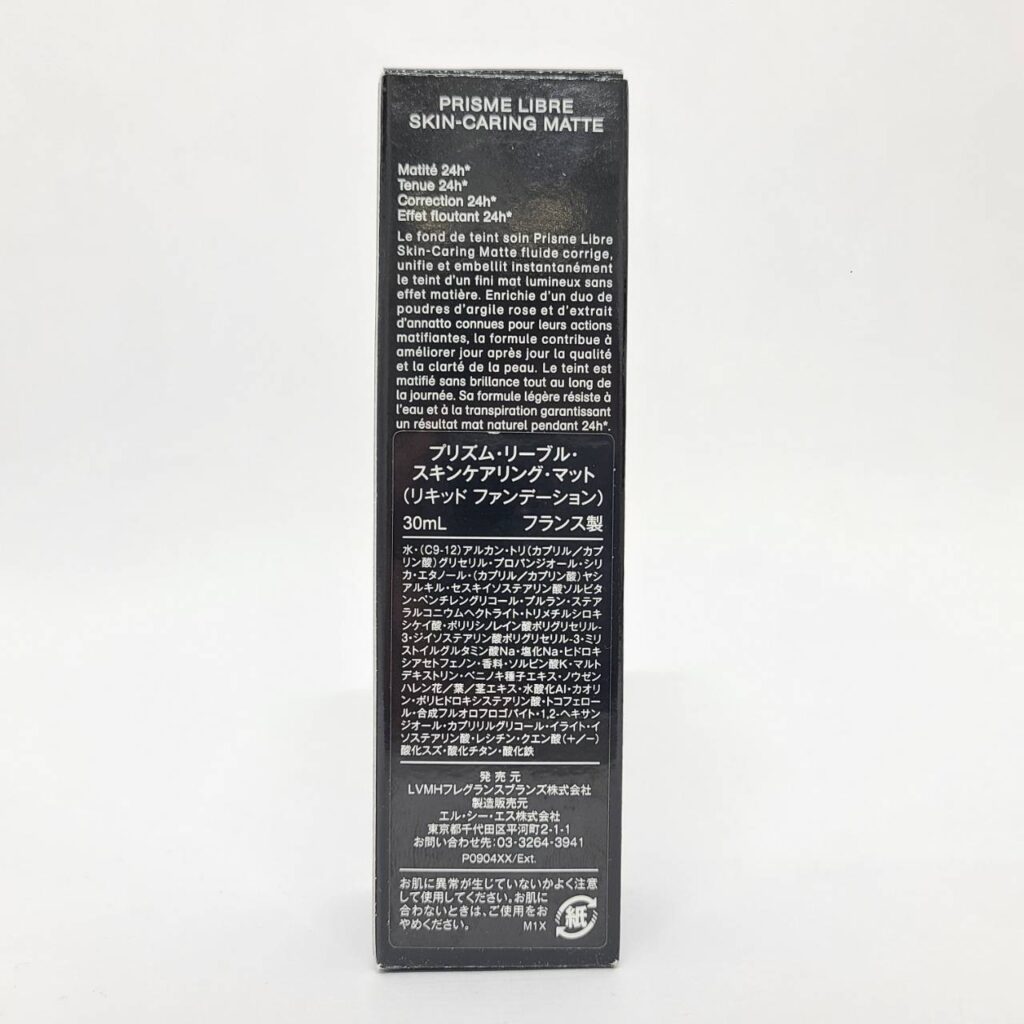 PRISME LIBRE
SKIN-CARING MATTE
Matité 24h*
Tenue 24h*
Correction 24h*
Effet floutant 24h*
Le fond de teint soin Prisme Libre
Skin-Caring Matte fluide corrige,
unifie et embellit instantanément
le teint d'un fini mat lumineux sans
effet matière. Enrichie d'un duo de
poudres d'argile rose et d'extrait
d'annatto connues pour leurs actions
matifiantes, la formule contribue à
améliorer jour après jour la qualité
et la clarté de la peau. Le teint est
matifié sans brillance tout au long de
la journée. Sa formule légère résiste à
l'eau et à la transpiration garantissant
un résultat mat naturel pendant 24h*.
プリズム・リーブル・
スキンケアリング・マット
(リキッド ファンデーション)
30mL フランス製
水・(C9-12)アルカン・トリ(カプリル/カプ
リン酸)グリセリル・プロパンジオール・シリ
カ・エタノール・(カプリル/カプリン酸)ヤシ
アルキル・セスキイソステアリン酸ソルビタ
ン・ペンチレングリコール・プルラン・ステア
ラルコニウムヘクトライト・トリメチルシロキ
シケイ酸・ポリリシノレイン酸ポリグリセリル-
3・ジイソステアリン酸ポリグリセリル-3・ミリ
ストイルグルタミン酸Na・塩化Na・ヒドロキ
シアセトフェノン・香料・ソルビン酸K・マルト
デキストリン・ベニノキ種子エキス・ノウゼン
ハレン花/葉/茎エキス・水酸化Al・カオリ
ン・ポリヒドロキシステアリン酸・トコフェロー
ル・合成フルオロフロゴパイト・1,2-ヘキサン
ジオール・カプリリルグリコール・イライト・イ
ソステアリン酸・レシチン・クエン酸(+/-)
酸化スズ・酸化チタン・酸化鉄
発売元
LVMHフレグランスブランズ株式会社
製造販売元
エル・シー・エス株式会社
東京都千代田区平河町2-1-1
お問い合わせ先:03-3264-3941
P0904XX/Ext.
お肌に異常が生じていないかよく注意
して使用してください。お肌に
合わないときは、ご使用をお
やめください。
M1X
紙